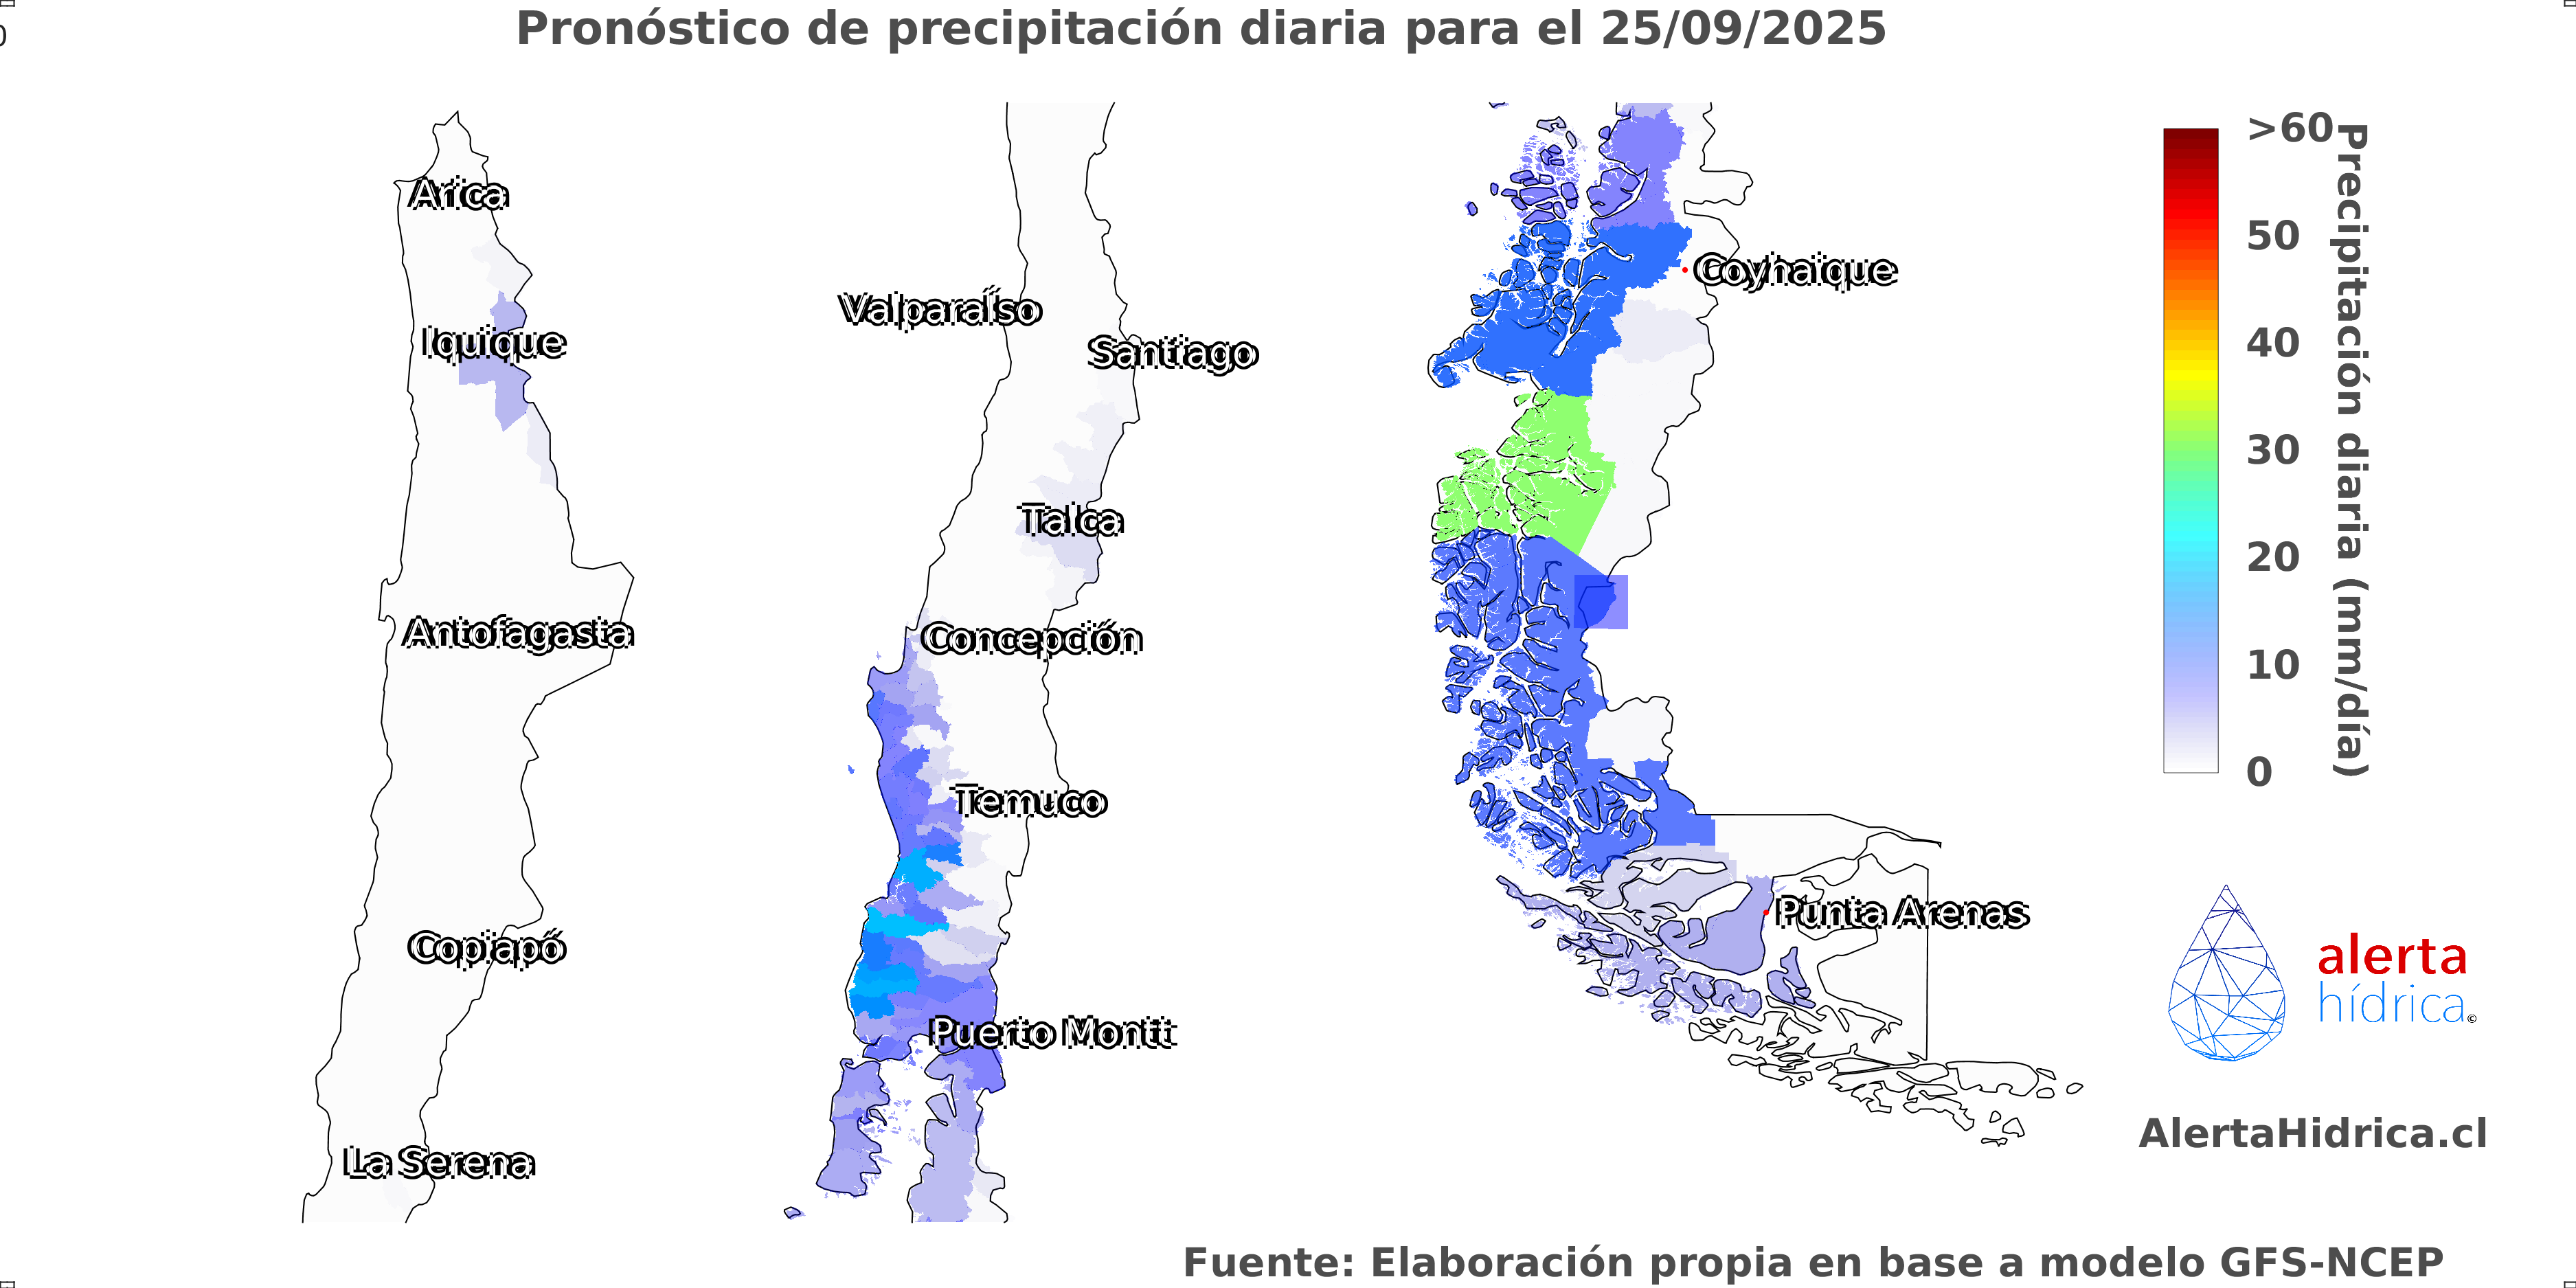 Pronóstico de precipitación diaria para el 25/09/2025
0
Arica
Iquique
Antofagasta
Copiapó
La Serena
Valparaíso
Santiago
Talca
Concepción
Temuco
Puerto Montt
Coyhaique
Punta Arenas
>60
50
40
30
20
10
0
Precipitación diaria (mm/día)
alerta
hídrica©
AlertaHidrica.cl
Fuente: Elaboración propia en base a modelo GFS-NCEP